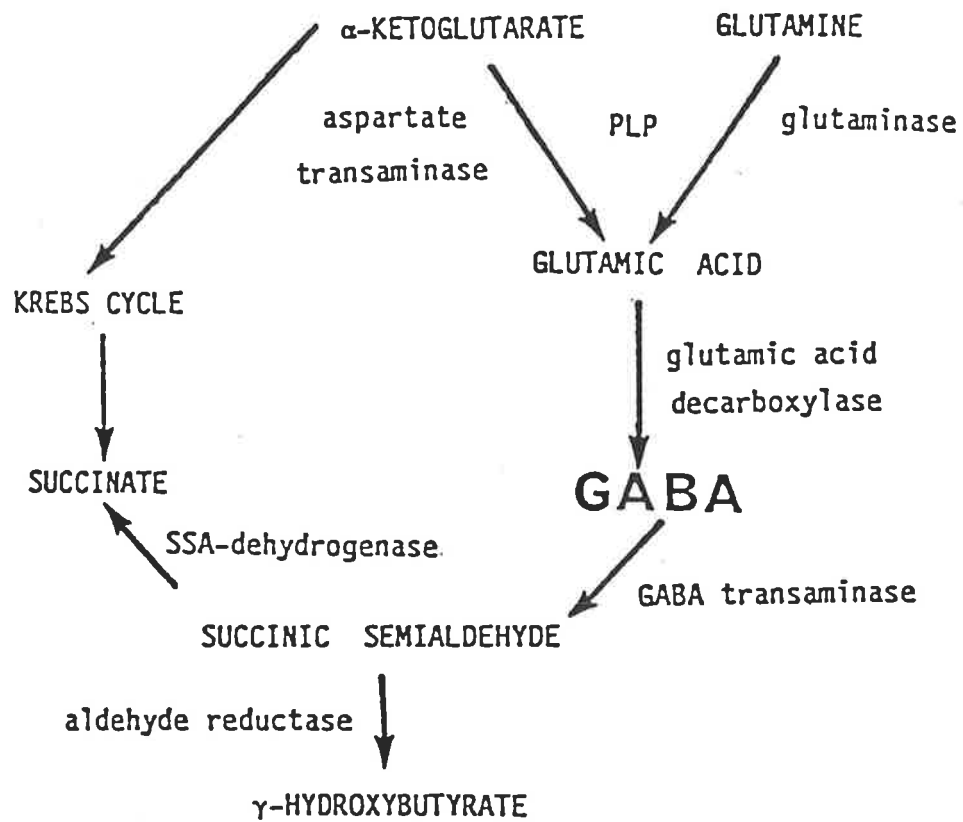 α-KETOGLUTARATE
GLUTAMINE
aspartate
transaminase
PLP
glutaminase
GLUTAMIC ACID
KREBS CYCLE
glutamic acid
decarboxylase
SUCCINATE
GABA
SSA-dehydrogenase
GABA transaminase
SUCCINIC SEMIALDEHYDE
aldehyde reductase
γ-HYDROXYBUTYRATE